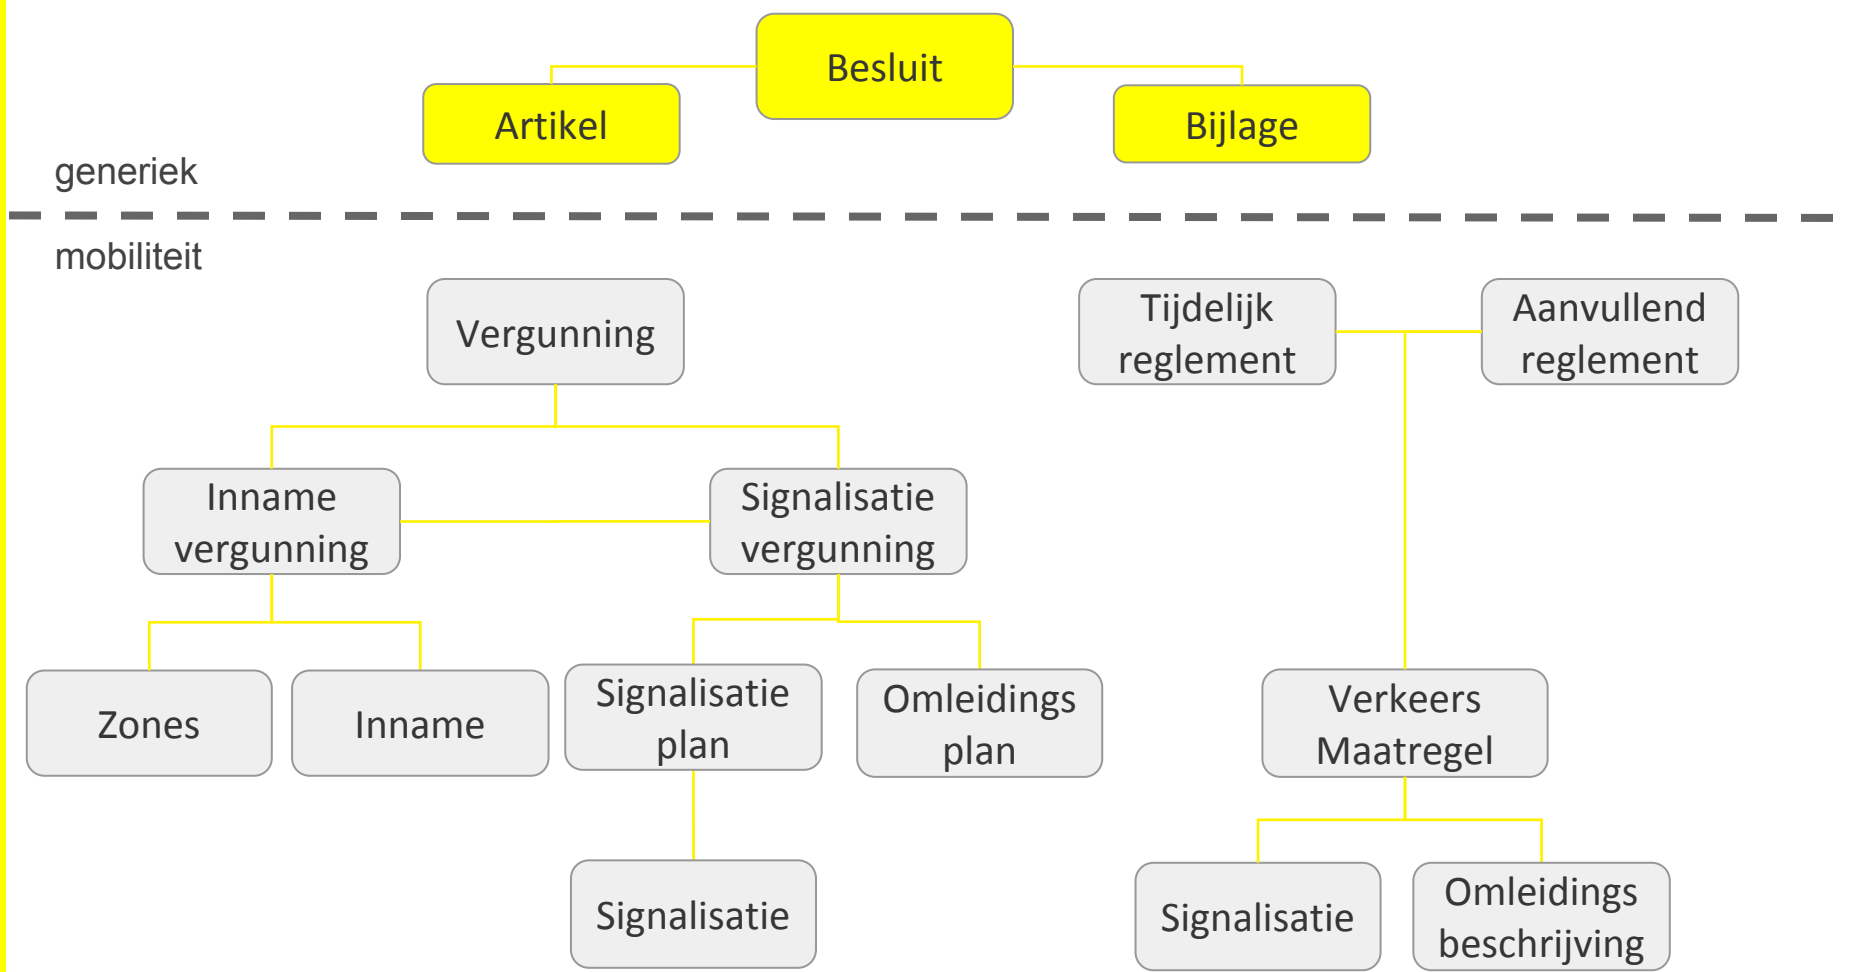 Besluit
Artikel
Bijlage
generiek
mobiliteit
Vergunning
Tijdelijk
reglement
Aanvullend
reglement
Inname
vergunning
Signalisatie
vergunning
Zones
Inname
Signalisatie
plan
Omleidings
plan
Verkeers
Maatregel
Signalisatie
Signalisatie
Omleidings
beschrijving